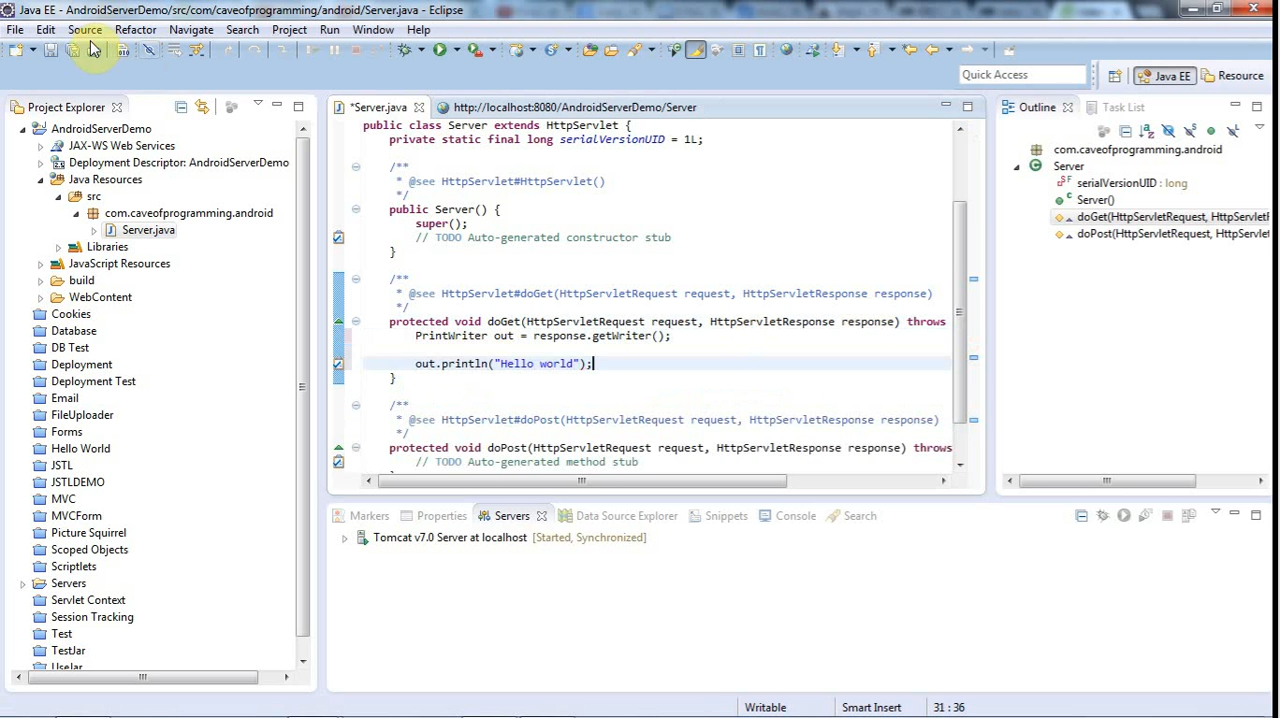 Java EE - AndroidServerDemo/src/com/caveofprogramming/android/Server.java - Eclipse
File Edit Source Refactor Navigate Search Project Run Window Help
Quick Access
Java EE
Resource
Project Explorer
AndroidServerDemo
JAX-WS Web Services
Deployment Descriptor: AndroidServerDemo
Java Resources
src
com.caveofprogramming.android
Server.java
Libraries
JavaScript Resources
build
WebContent
Cookies
Database
DB Test
Deployment
Deployment Test
Email
FileUploader
Forms
Hello World
JSTL
JSTLDEMO
MVC
MVCForm
Picture Squirrel
Scoped Objects
Scriptlets
Servers
Servlet Context
Session Tracking
Test
TestJar
UseJar
*Server.java
http://localhost:8080/AndroidServerDemo/Server
public class Server extends HttpServlet {
private static final long serialVersionUID = 1L;
/**
* @see HttpServlet#HttpServlet()
*/
public Server() {
super();
// TODO Auto-generated constructor stub
}
/**
* @see HttpServlet#doGet(HttpServletRequest request, HttpServletResponse response)
*/
protected void doGet(HttpServletRequest request, HttpServletResponse response) throws
PrintWriter out = response.getWriter();
out.println("Hello world");
}
/**
* @see HttpServlet#doPost(HttpServletRequest request, HttpServletResponse response)
*/
protected void doPost(HttpServletRequest request, HttpServletResponse response) throws
// TODO Auto-generated method stub
Outline
Task List
com.caveofprogramming.android
Server
serialVersionUID : long
Server()
doGet(HttpServletRequest, HttpServletR
doPost(HttpServletRequest, HttpServlet
Markers Properties Servers Data Source Explorer Snippets Console Search
Tomcat v7.0 Server at localhost [Started, Synchronized]
Writable Smart Insert 31 : 36